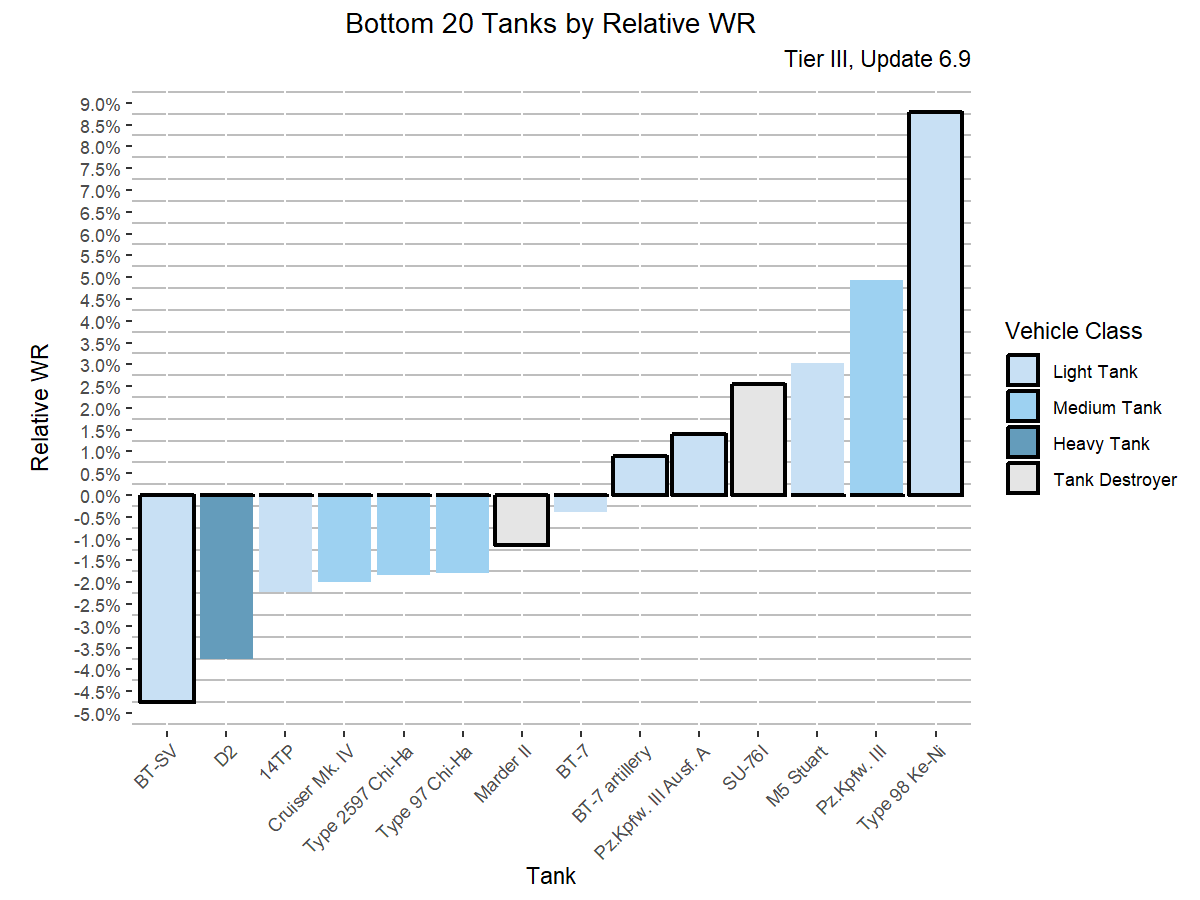 Bottom 20 Tanks by Relative WR
Tier III, Update 6.9
9.0%
8.5%
8.0%
7.5%
7.0%
6.5%
6.0%
5.5%
5.0%
4.5%
4.0%
3.5%
3.0%
2.5%
2.0%
1.5%
1.0%
0.5%
0.0%
-0.5%
-1.0%
-1.5%
-2.0%
-2.5%
-3.0%
-3.5%
-4.0%
-4.5%
-5.0%
Relative WR
BT-SV
D2
14TP
Cruiser Mk. IV
Type 2597 Chi-Ha
Type 97 Chi-Ha
Marder II
BT-7
BT-7 artillery
Pz.Kpfw. III Ausf. A
SU-76I
M5 Stuart
Pz.Kpfw. III
Type 98 Ke-Ni
Tank
Vehicle Class
Light Tank
Medium Tank
Heavy Tank
Tank Destroyer